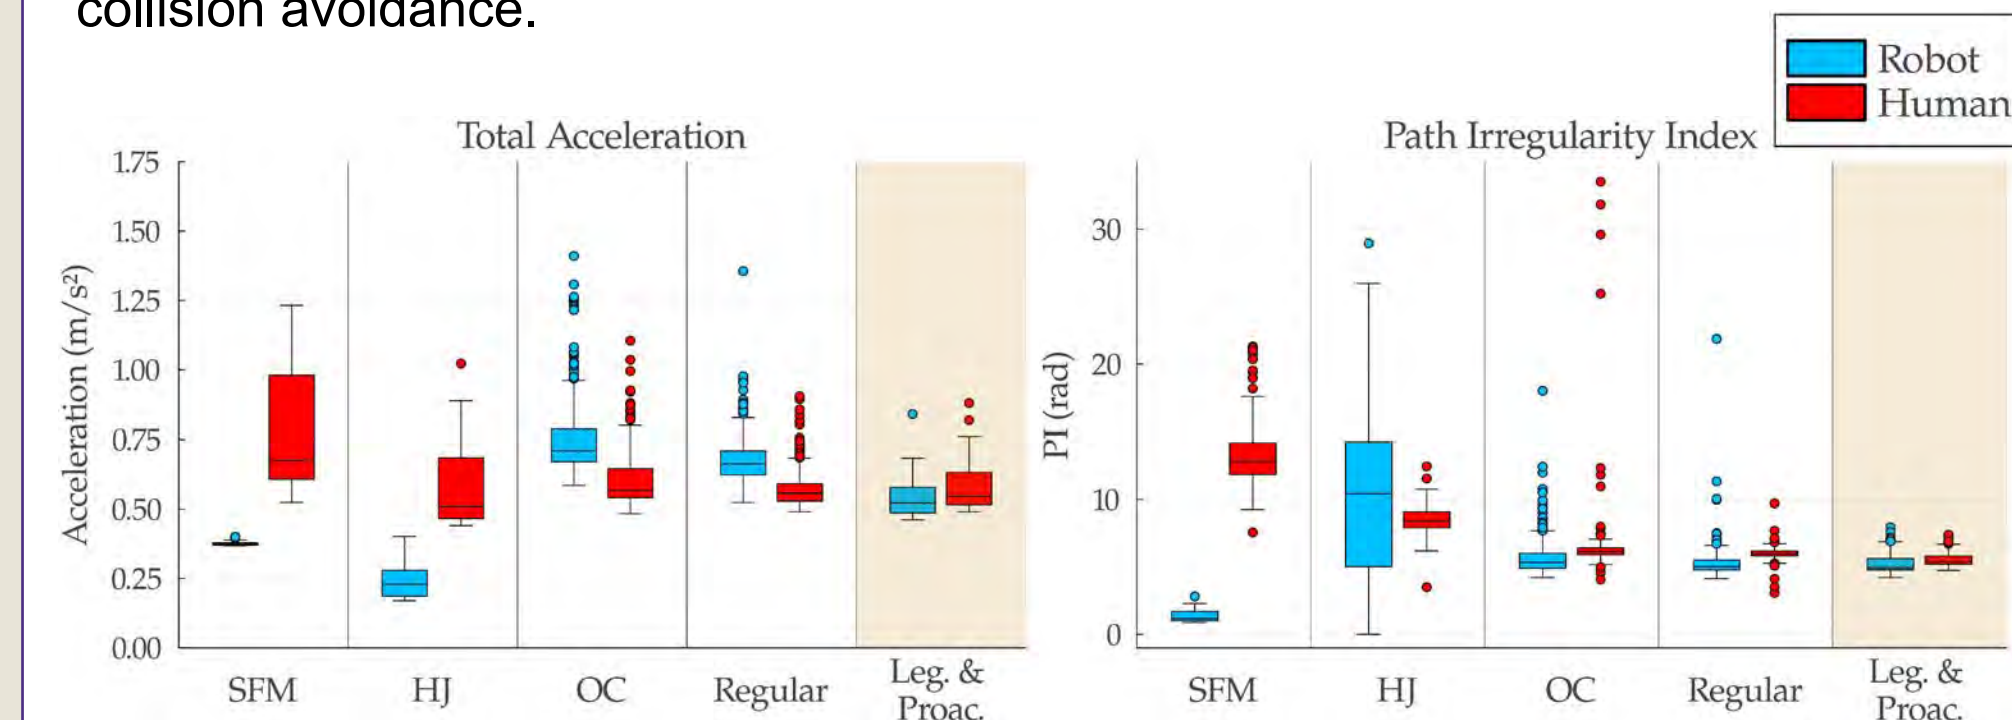 collision avoidance.
Robot
Human
Total Acceleration
Acceleration (m/s²)
1.75
1.50
1.25
1.00
0.75
0.50
0.25
0.00
SFM
HJ
OC
Regular
Leg. &
Proac.
Path Irregularity Index
PI (rad)
30
20
10
0
SFM
HJ
OC
Regular
Leg. &
Proac.